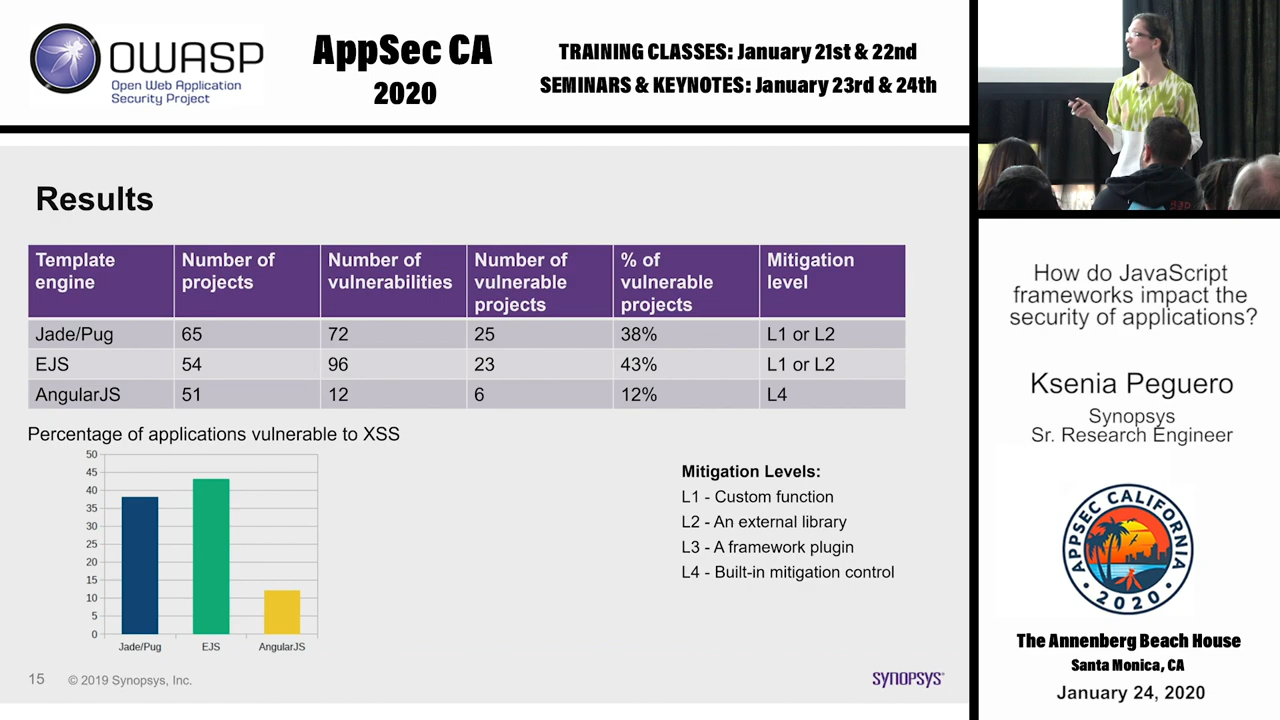 OWASP
Open Web Application
Security Project
AppSec CA
2020
TRAINING CLASSES: January 21st & 22nd
SEMINARS & KEYNOTES: January 23rd & 24th
Results
Template engine | Number of projects | Number of vulnerabilities | Number of vulnerable projects | % of vulnerable projects | Mitigation level
Jade/Pug 65 72 25 38% L1 or L2
EJS 54 96 23 43% L1 or L2
AngularJS 51 12 6 12% L4
Percentage of applications vulnerable to XSS
50
45
40
35
30
25
20
15
10
5
0
Jade/Pug EJS AngularJS
Mitigation Levels:
L1 - Custom function
L2 - An external library
L3 - A framework plugin
L4 - Built-in mitigation control
15 © 2019 Synopsys, Inc.
SYNOPSYS®
How do JavaScript
frameworks impact the
security of applications?
Ksenia Peguero
Synopsys
Sr. Research Engineer
APPSEC CALIFORNIA
2020
The Annenberg Beach House
Santa Monica, CA
January 24, 2020